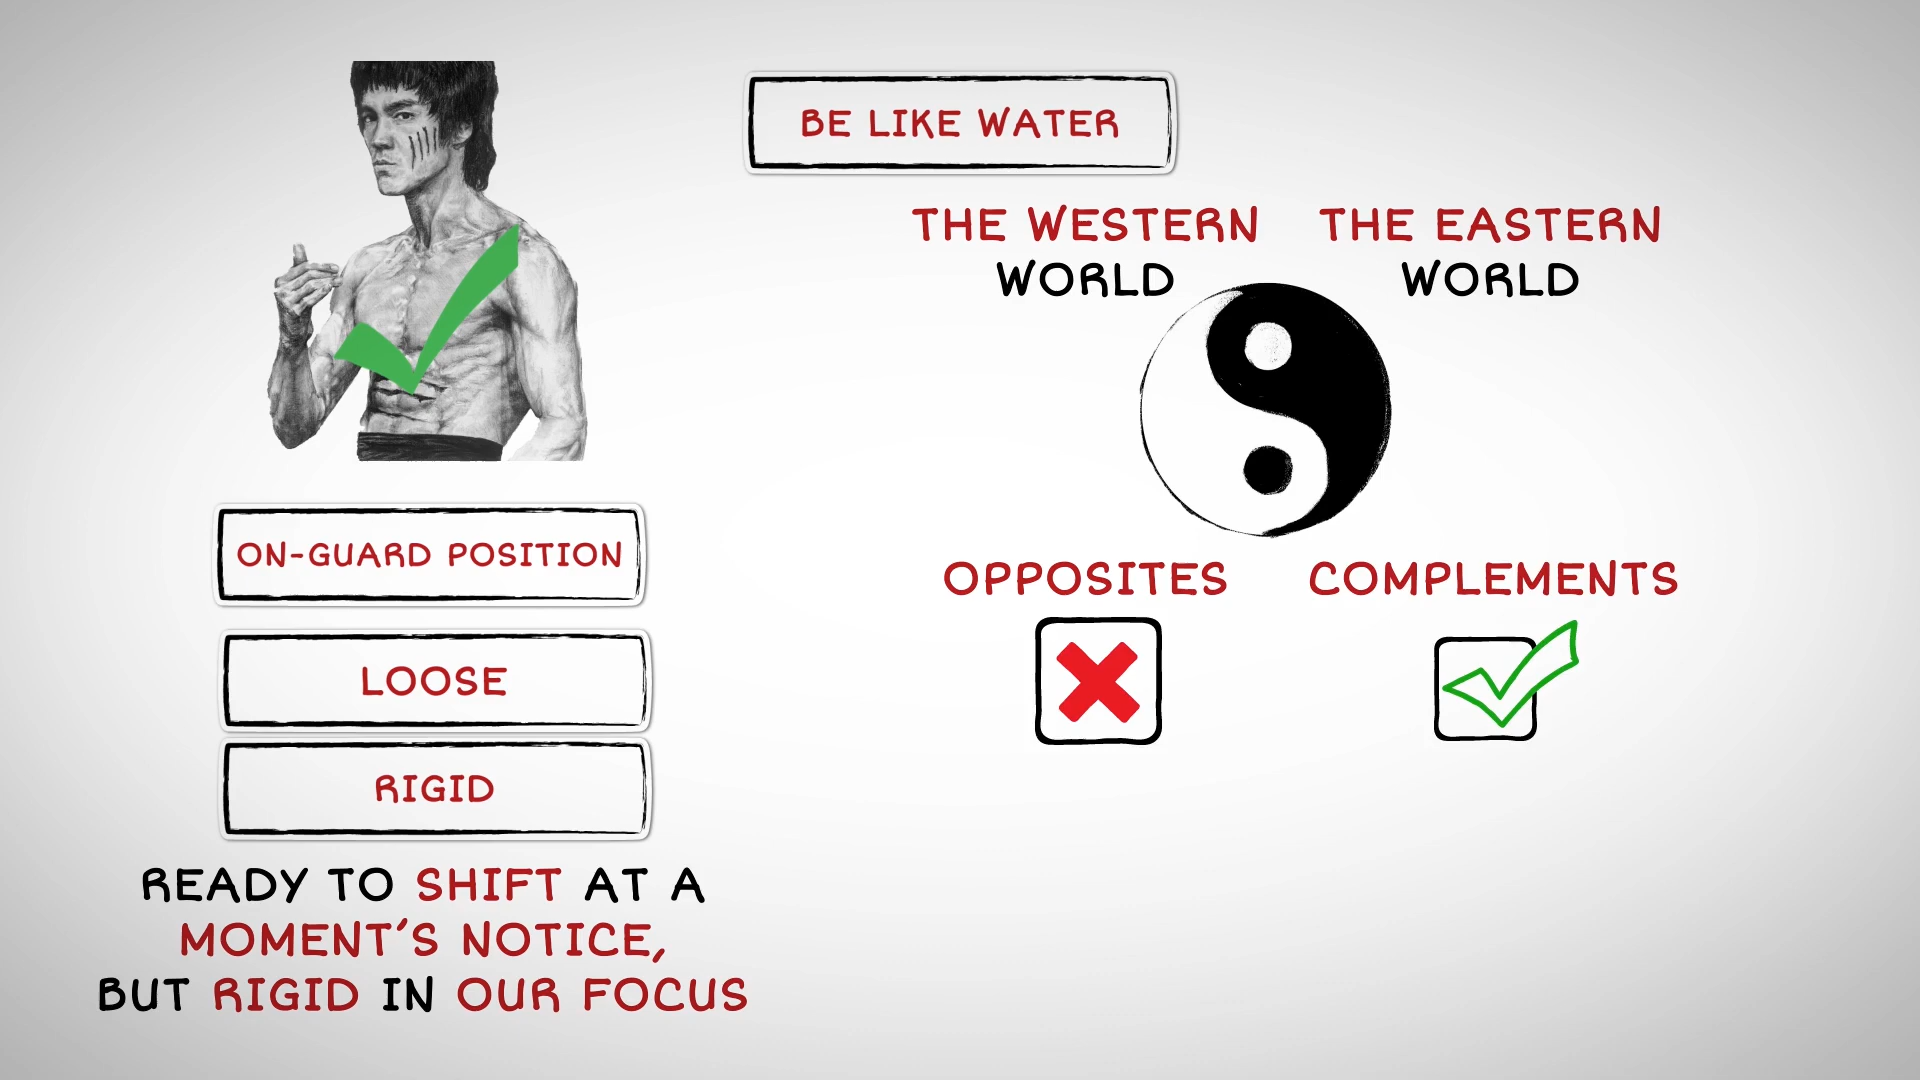 BE LIKE WATER
THE WESTERN
WORLD
THE EASTERN
WORLD
OPPOSITES
COMPLEMENTS
ON-GUARD POSITION
LOOSE
RIGID
READY TO SHIFT AT A
MOMENT'S NOTICE,
BUT RIGID IN OUR FOCUS